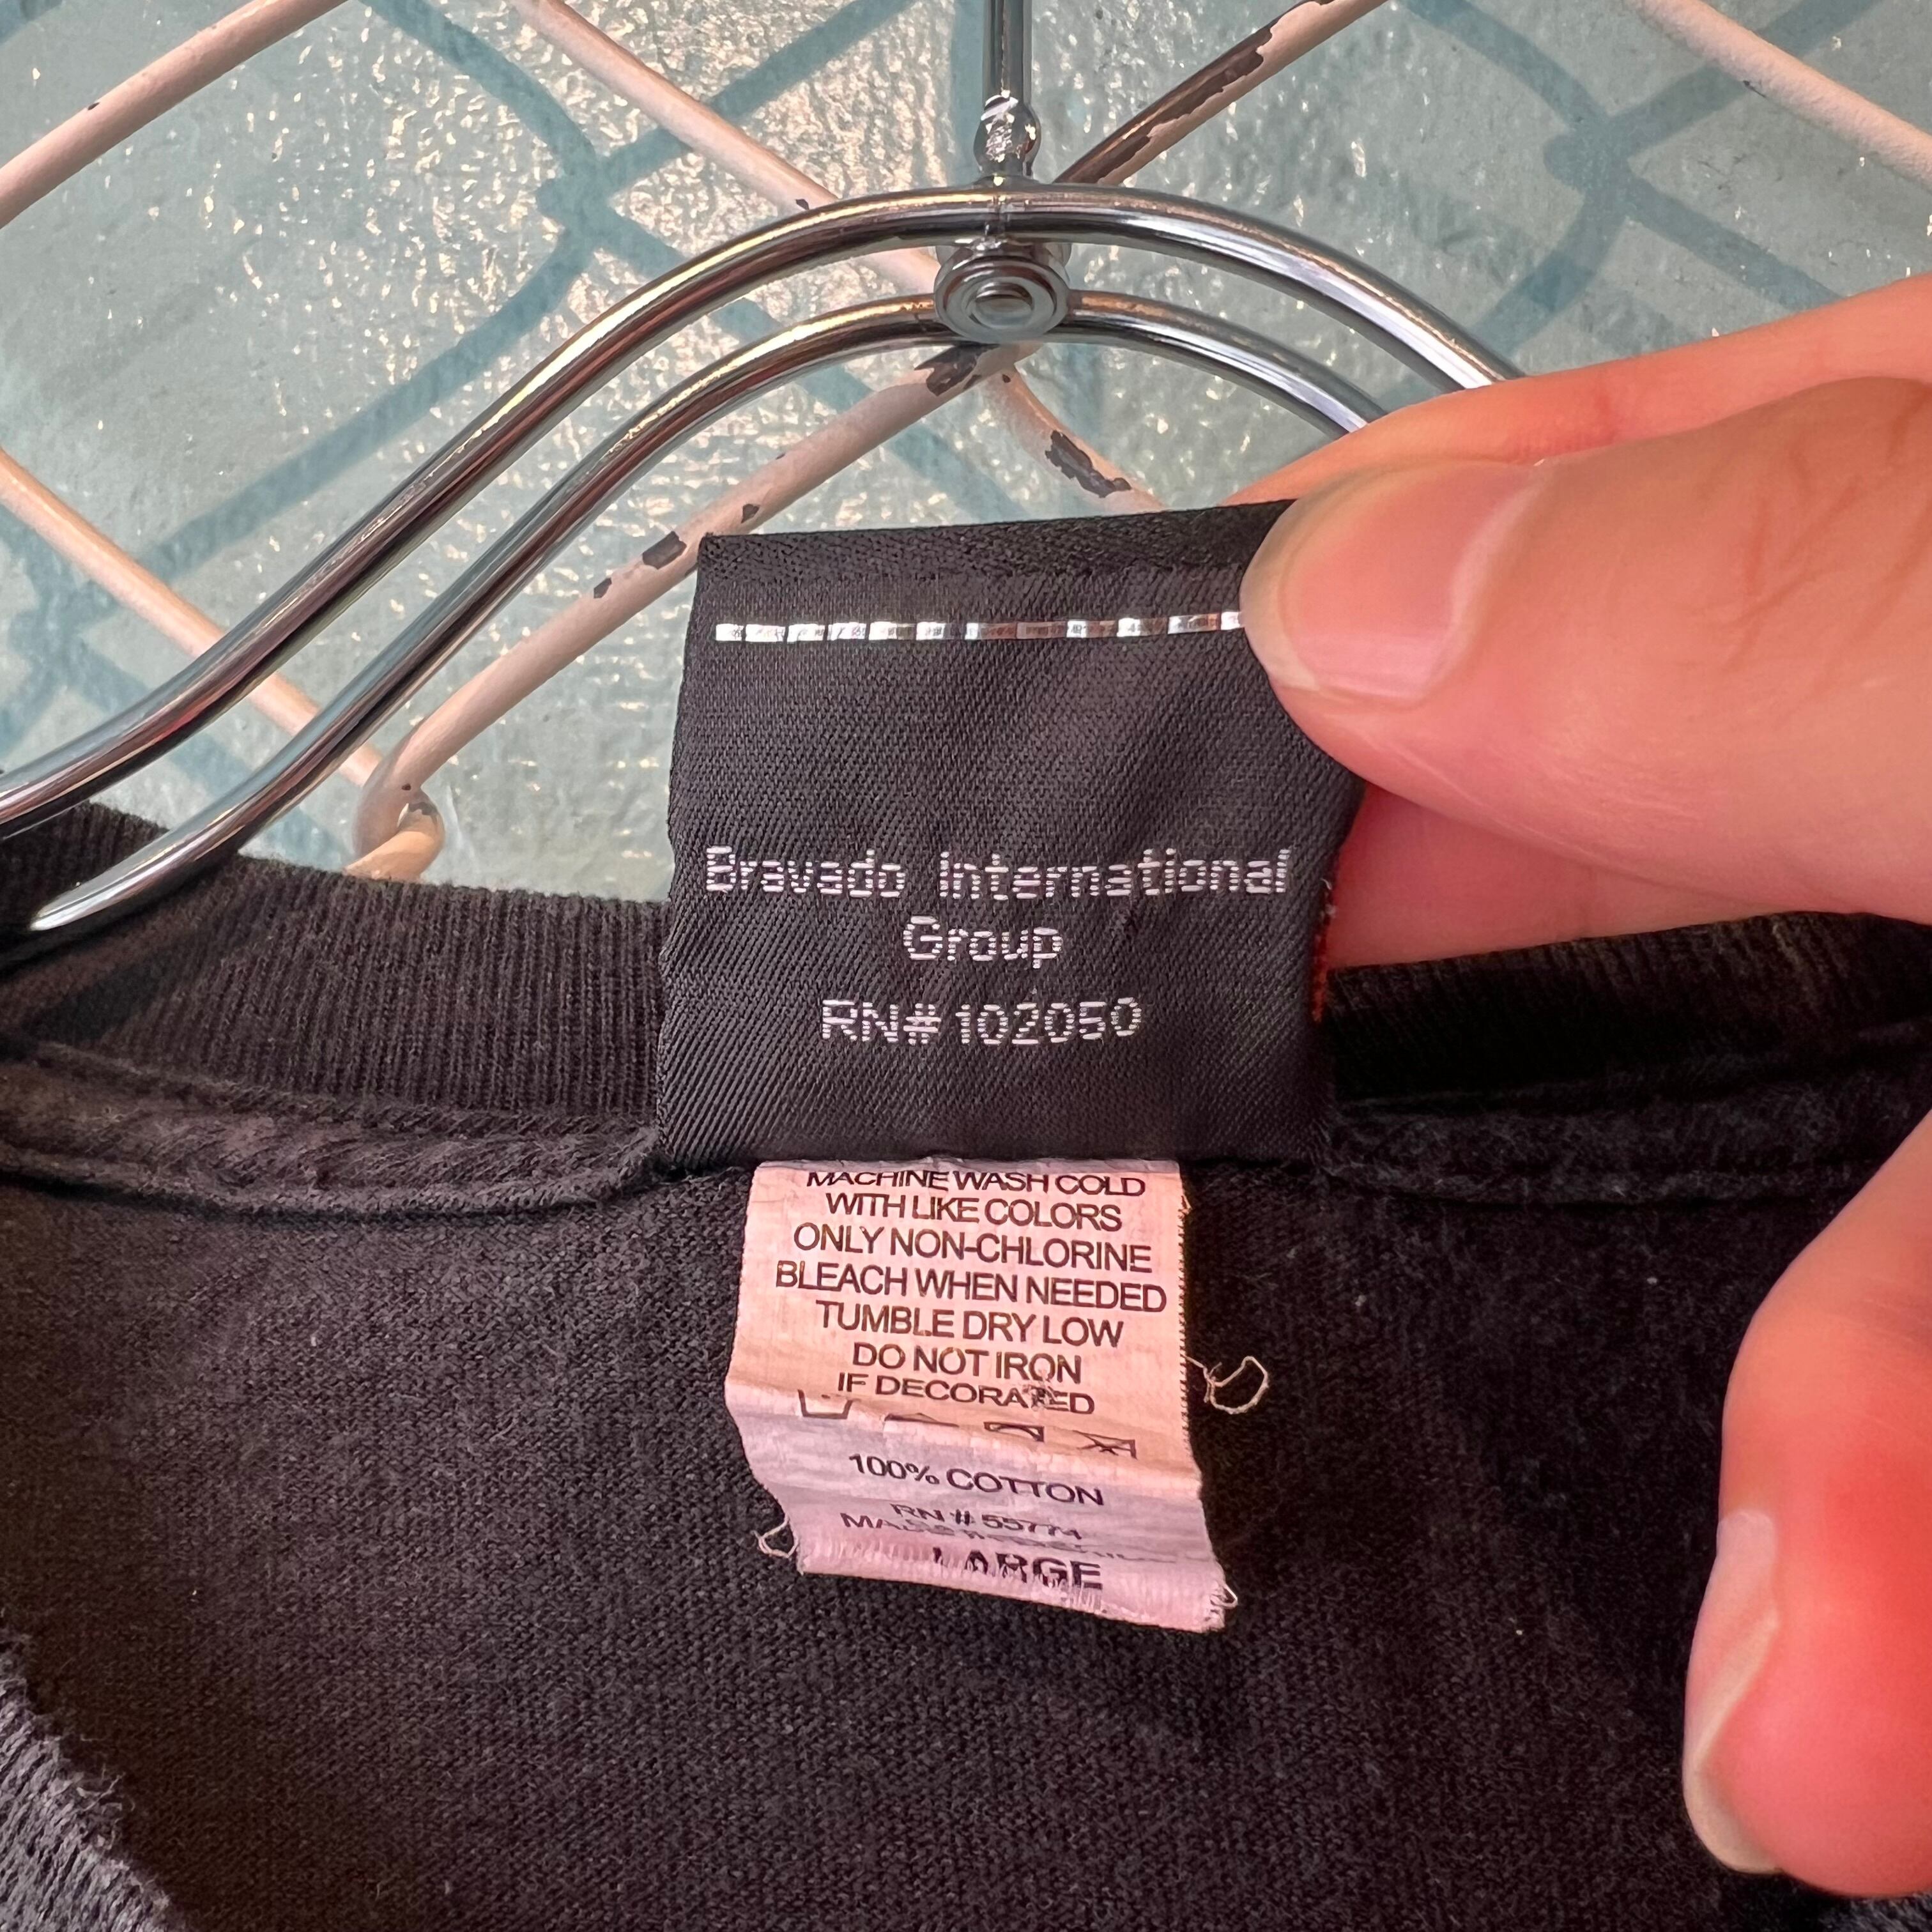 Bravado International
Group
RN# 102050
MACHINE WASH COLD
WITH LIKE COLORS
ONLY NON-CHLORINE
BLEACH WHEN NEEDED
TUMBLE DRY LOW
DO NOT IRON
IF DECORATED
100% COTTON
RN # 55774
LARGE